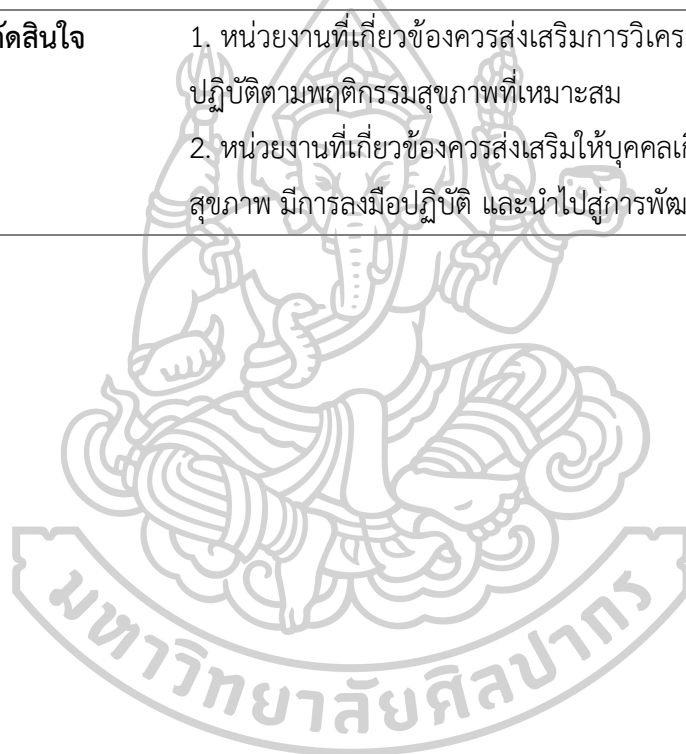 ตัดสินใจ 1. หน่วยงานที่เกี่ยวข้องควรส่งเสริมการวิเคร
ปฏิบัติตามพฤติกรรมสุขภาพที่เหมาะสม
2. หน่วยงานที่เกี่ยวข้องควรส่งเสริมให้บุคคลเกิ
สุขภาพ มีการลงมือปฏิบัติ และนำไปสู่การพัฒ
มหาวิทยาลัยศิลปากร